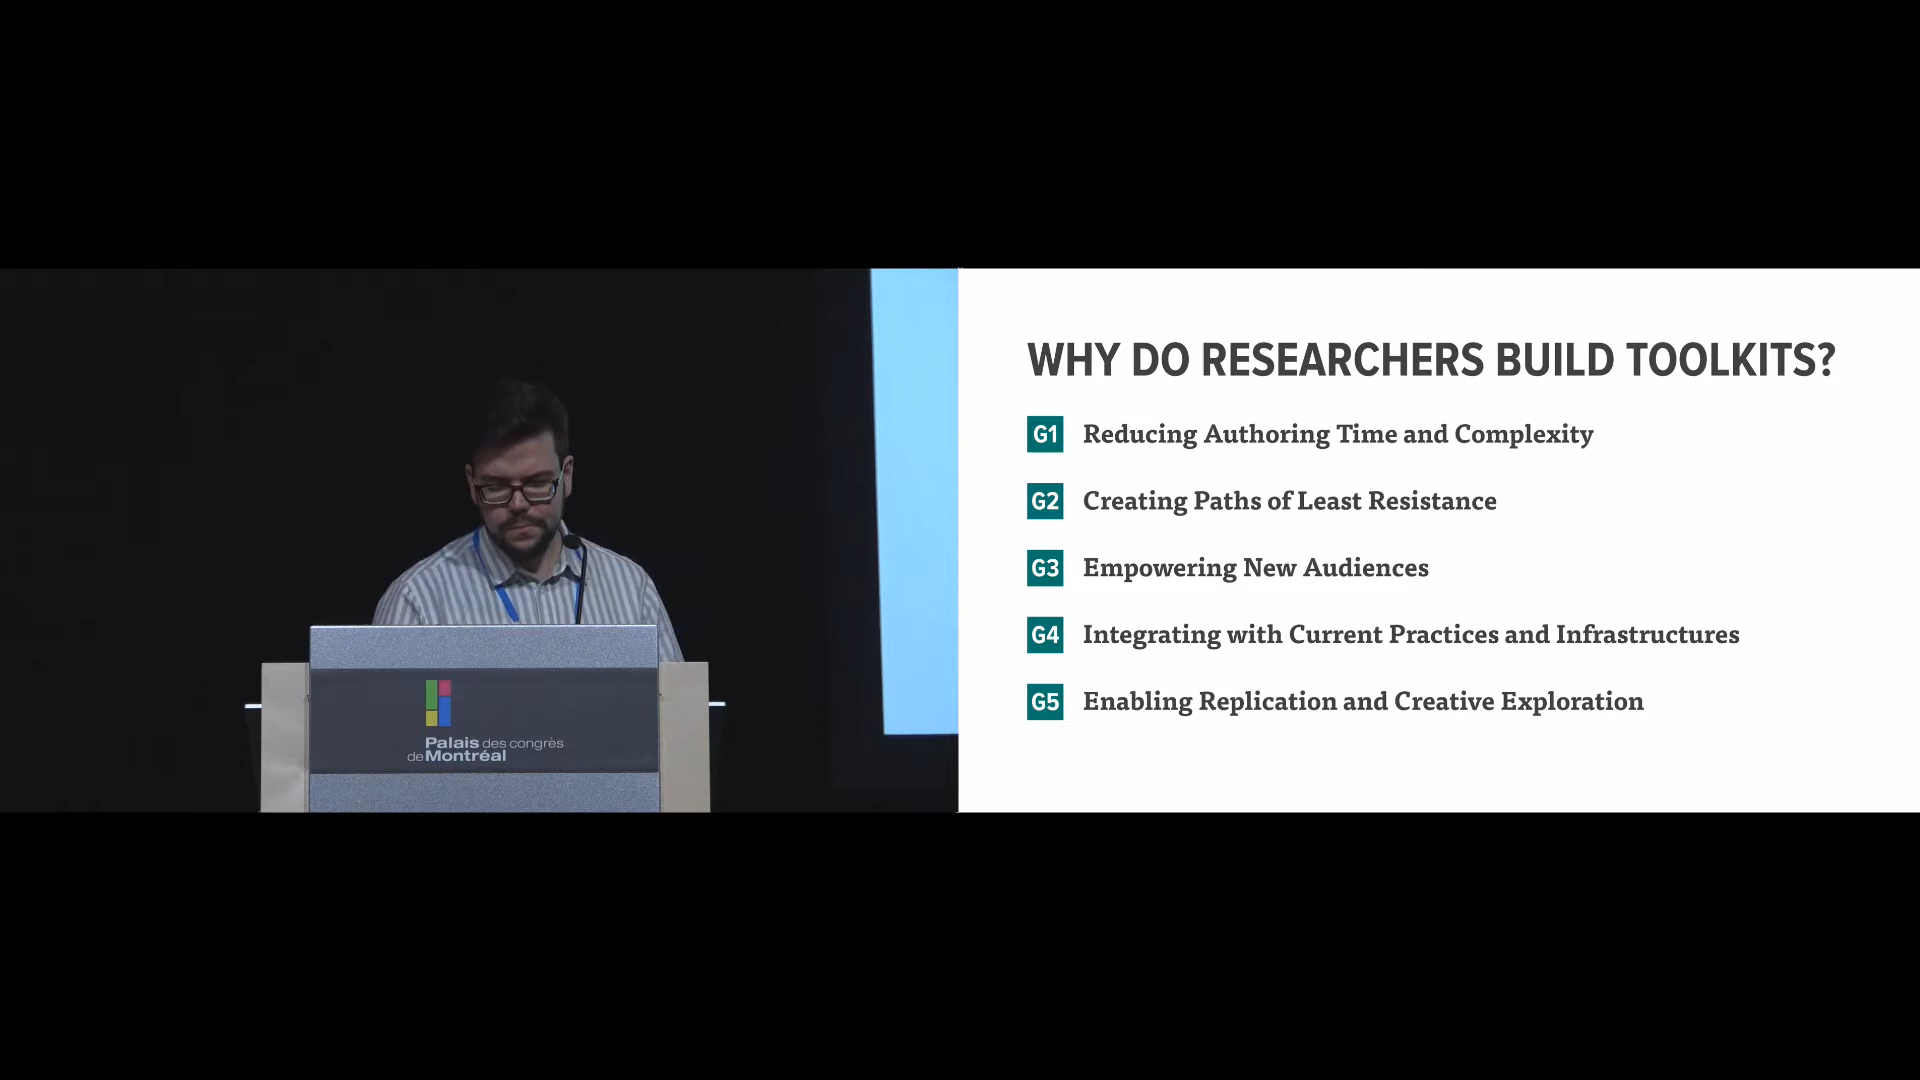 WHY DO RESEARCHERS BUILD TOOLKITS?
G1 Reducing Authoring Time and Complexity
G2 Creating Paths of Least Resistance
G3 Empowering New Audiences
G4 Integrating with Current Practices and Infrastructures
G5 Enabling Replication and Creative Exploration
Palais des congrès
de Montréal